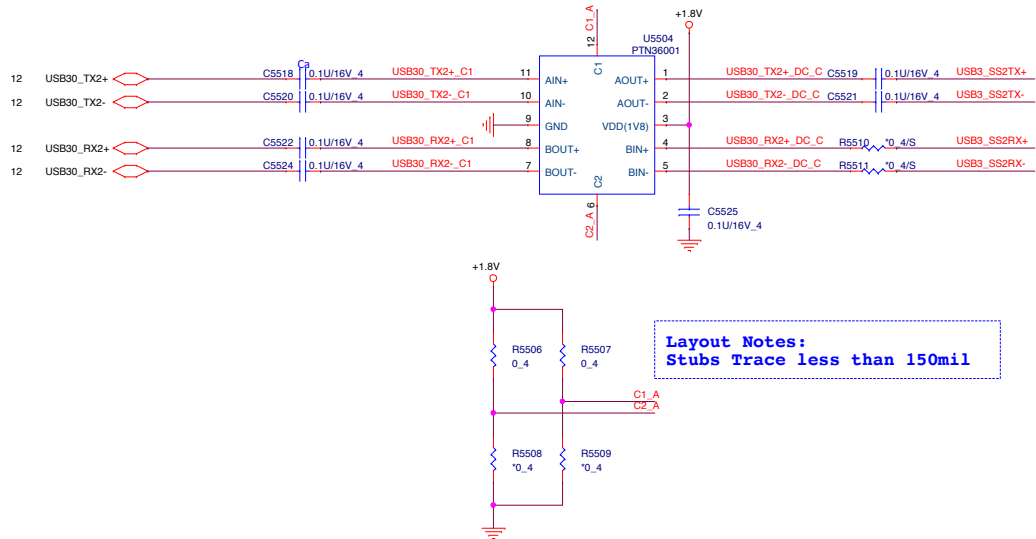 C1_A
+1.8V
12
U5504
PTN36001
Ca
12 USB30_TX2+ C5518 0.1U/16V_4 USB30_TX2+_C1 11 AIN+ C1 AOUT+ 1 USB30_TX2+_DC_C C5519 0.1U/16V_4 USB3_SS2TX+
12 USB30_TX2- C5520 0.1U/16V_4 USB30_TX2-_C1 10 AIN- AOUT- 2 USB30_TX2-_DC_C C5521 0.1U/16V_4 USB3_SS2TX-
9 GND VDD(1V8) 3
12 USB30_RX2+ C5522 0.1U/16V_4 USB30_RX2+_C1 8 BOUT+ BIN+ 4 USB30_RX2+_DC_C R5510 *0_4/S USB3_SS2RX+
12 USB30_RX2- C5524 0.1U/16V_4 USB30_RX2-_C1 7 BOUT- C2 BIN- 5 USB30_RX2-_DC_C R5511 *0_4/S USB3_SS2RX-
6
C2_A
C5525
0.1U/16V_4
+1.8V
R5506 R5507
0_4 0_4
Layout Notes:
Stubs Trace less than 150mil
C1_A
C2_A
R5508 R5509
*0_4 *0_4